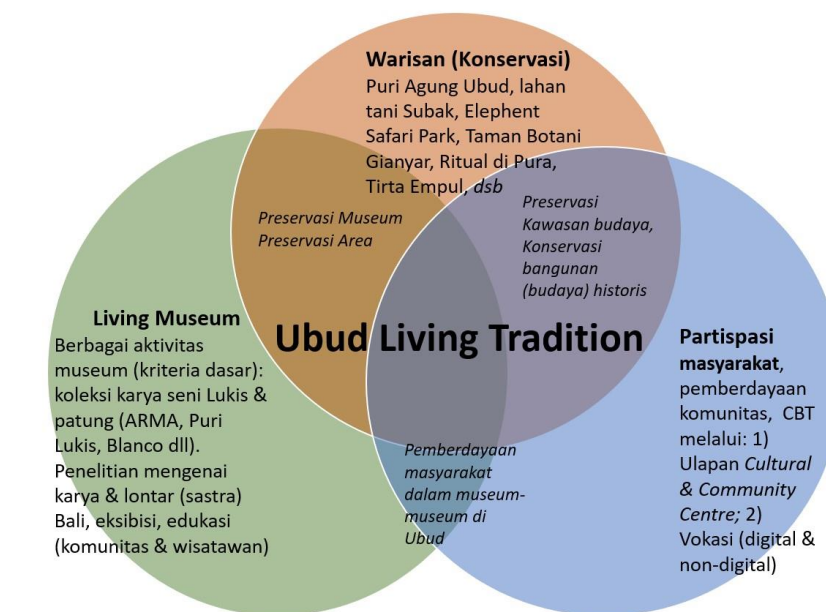 Warisan (Konservasi)
Puri Agung Ubud, lahan
tani Subak, Elephent
Safari Park, Taman Botani
Gianyar, Ritual di Pura,
Tirta Empul, dsb
Preservasi Museum
Preservasi Area
Preservasi
Kawasan budaya,
Konservasi
bangunan
(budaya) historis
Ubud Living Tradition
Living Museum
Berbagai aktivitas
museum (kriteria dasar):
koleksi karya seni Lukis &
patung (ARMA, Puri
Lukis, Blanco dll).
Penelitian mengenai
karya & lontar (sastra)
Bali, eksibisi, edukasi
(komunitas & wisatawan)
Partispasi
masyarakat,
pemberdayaan
komunitas, CBT
melalui: 1)
Ulapan Cultural
& Community
Centre; 2)
Vokasi (digital &
non-digital)
Pemberdayaan
masyarakat
dalam museum-
museum di
Ubud